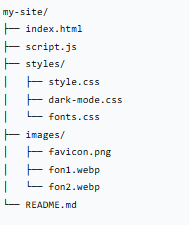 my-site/
├── index.html
├── script.js
├── styles/
│   ├── style.css
│   ├── dark-mode.css
│   └── fonts.css
├── images/
│   ├── favicon.png
│   ├── fon1.webp
│   └── fon2.webp
└── README.md